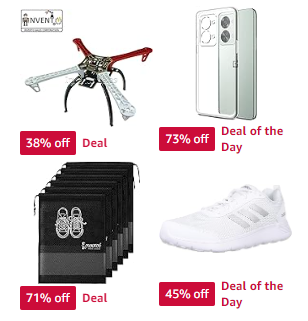 INVENTO
38% off Deal
73% off Deal of the
Day
71% off Deal
45% off Deal of the
Day